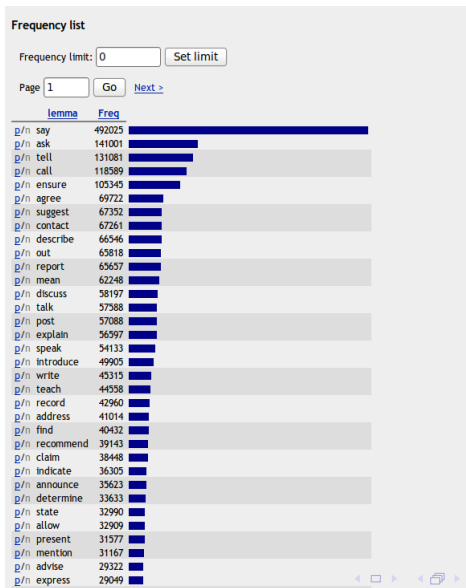 Frequency list
Frequency limit: 0 Set limit
Page 1 Go Next >
lemma Freq
p/n say 492025
p/n ask 141001
p/n tell 131081
p/n call 118589
p/n ensure 105345
p/n agree 69722
p/n suggest 67352
p/n contact 67261
p/n describe 66546
p/n out 65818
p/n report 65657
p/n mean 62248
p/n discuss 58197
p/n talk 57588
p/n post 57088
p/n explain 56597
p/n speak 54133
p/n introduce 49905
p/n write 45315
p/n teach 44558
p/n record 42960
p/n address 41014
p/n find 40432
p/n recommend 39143
p/n claim 38448
p/n indicate 36305
p/n announce 35623
p/n determine 33633
p/n state 32990
p/n allow 32909
p/n present 31577
p/n mention 31167
p/n advise 29322
p/n express 29049